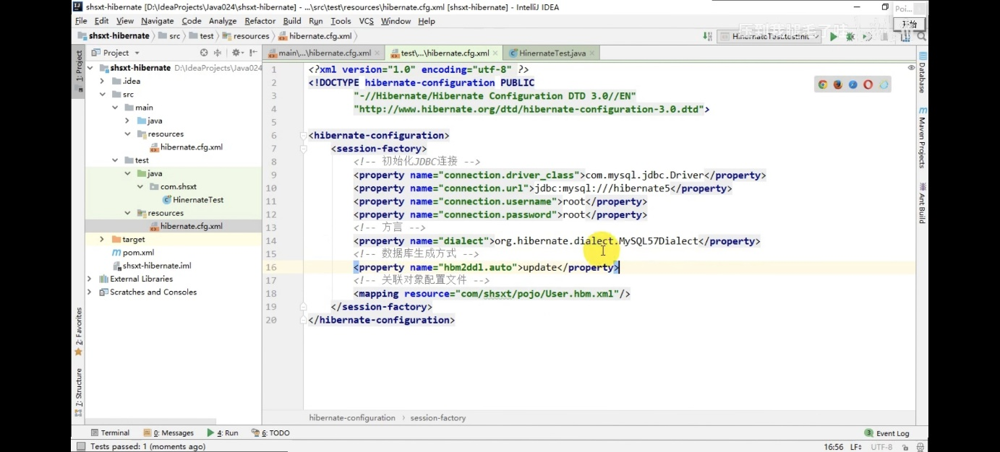 shsxt-hibernate [D:\IdeaProjects\Java024\shsxt-hibernate] - ...\src\test\resources\hibernate.cfg.xml [shsxt-hibernate] - IntelliJ IDEA
Poi...
File Edit View Navigate Code Analyze Refactor Build Run Tools VCS Window Help
开始
shsxt-hibernate src test resources hibernate.cfg.xml
HinernateTest.testInit
Project
main\...\hibernate.cfg.xml
test\...\hibernate.cfg.xml
HinernateTest.java
1: Project
shsxt-hibernate D:\IdeaProjects\Java024
.idea
src
main
java
resources
hibernate.cfg.xml
test
java
com.shsxt
HinernateTest
resources
hibernate.cfg.xml
target
pom.xml
shsxt-hibernate.iml
External Libraries
Scratches and Consoles
2: Favorites
7: Structure
1 <?xml version="1.0" encoding="utf-8" ?>
2 <!DOCTYPE hibernate-configuration PUBLIC
3 "-//Hibernate/Hibernate Configuration DTD 3.0//EN"
4 "http://www.hibernate.org/dtd/hibernate-configuration-3.0.dtd">
5
6 <hibernate-configuration>
7 <session-factory>
8 <!-- 初始化JDBC连接 -->
9 <property name="connection.driver_class">com.mysql.jdbc.Driver</property>
10 <property name="connection.url">jdbc:mysql:///hibernate5</property>
11 <property name="connection.username">root</property>
12 <property name="connection.password">root</property>
13 <!-- 方言 -->
14 <property name="dialect">org.hibernate.dialect.MySQL57Dialect</property>
15 <!-- 数据库生成方式 -->
16 <property name="hbm2ddl.auto">update</property>
17 <!-- 关联对象配置文件 -->
18 <mapping resource="com/shsxt/pojo/User.hbm.xml"/>
19 </session-factory>
20 </hibernate-configuration>
Database
Maven Projects
Ant Build
hibernate-configuration › session-factory
Terminal 0: Messages 4: Run 6: TODO
3 Event Log
Tests passed: 1 (moments ago)
16:56 LF UTF-8